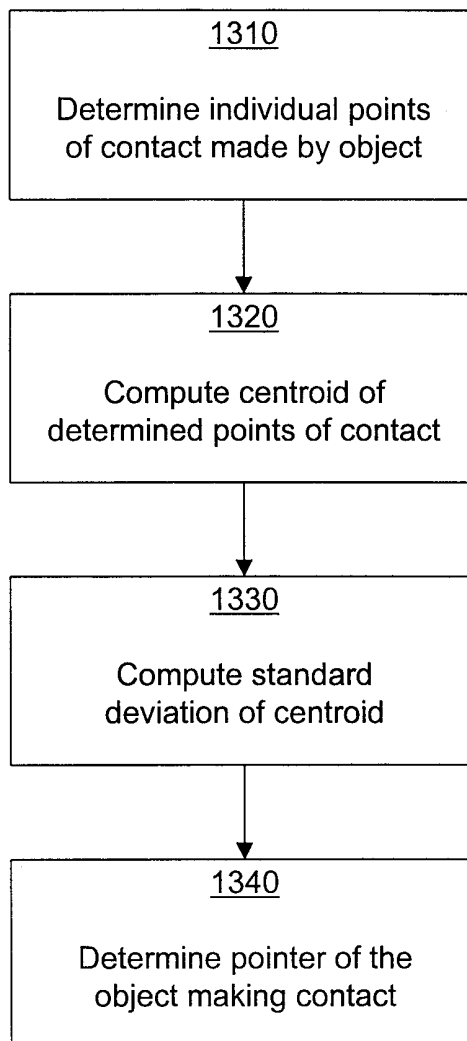 1310
Determine individual points
of contact made by object
1320
Compute centroid of
determined points of contact
1330
Compute standard
deviation of centroid
1340
Determine pointer of the
object making contact